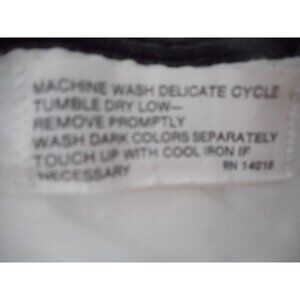 MACHINE WASH DELICATE CYCLE
TUMBLE DRY LOW—
REMOVE PROMPTLY
WASH DARK COLORS SEPARATELY
TOUCH UP WITH COOL IRON IF
NECESSARY RN 14016